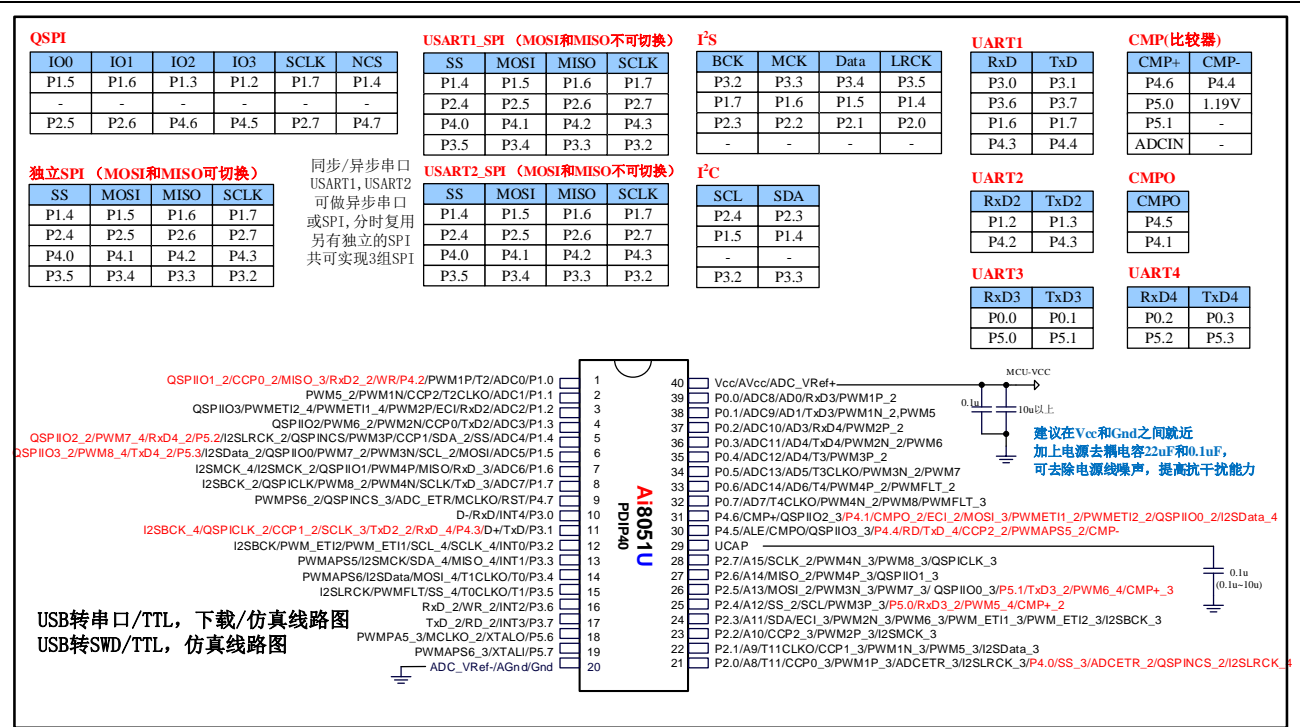 QSPI
IO0 IO1 IO2 IO3 SCLK NCS
P1.5 P1.6 P1.3 P1.2 P1.7 P1.4
- - - - - -
P2.5 P2.6 P4.6 P4.5 P2.7 P4.7
独立SPI （MOSI和MISO可切换）
SS MOSI MISO SCLK
P1.4 P1.5 P1.6 P1.7
P2.4 P2.5 P2.6 P2.7
P4.0 P4.1 P4.2 P4.3
P3.5 P3.4 P3.3 P3.2
同步/异步串口
USART1,USART2
可做异步串口
或SPI,分时复用
另有独立的SPI
共可实现3组SPI
USART1_SPI （MOSI和MISO不可切换）
SS MOSI MISO SCLK
P1.4 P1.5 P1.6 P1.7
P2.4 P2.5 P2.6 P2.7
P4.0 P4.1 P4.2 P4.3
P3.5 P3.4 P3.3 P3.2
USART2_SPI （MOSI和MISO不可切换）
SS MOSI MISO SCLK
P1.4 P1.5 P1.6 P1.7
P2.4 P2.5 P2.6 P2.7
P4.0 P4.1 P4.2 P4.3
P3.5 P3.4 P3.3 P3.2
I²S
BCK MCK Data LRCK
P3.2 P3.3 P3.4 P3.5
P1.7 P1.6 P1.5 P1.4
P2.3 P2.2 P2.1 P2.0
- - - -
I²C
SCL SDA
P2.4 P2.3
P1.5 P1.4
- -
P3.2 P3.3
UART1
RxD TxD
P3.0 P3.1
P3.6 P3.7
P1.6 P1.7
P4.3 P4.4
CMP(比较器)
CMP+ CMP-
P4.6 P4.4
P5.0 1.19V
P5.1 -
ADCIN -
UART2
RxD2 TxD2
P1.2 P1.3
P4.2 P4.3
CMPO
CMPO
P4.5
P4.1
UART3
RxD3 TxD3
P0.0 P0.1
P5.0 P5.1
UART4
RxD4 TxD4
P0.2 P0.3
P5.2 P5.3
QSPIIO1_2/CCP0_2/MISO_3/RxD2_2/WR/P4.2/PWM1P/T2/ADC0/P1.0 1
PWM5_2/PWM1N/CCP2/T2CLKO/ADC1/P1.1 2
QSPIIO3/PWMETI2_4/PWMETI1_4/PWM2P/ECI/RxD2/ADC2/P1.2 3
QSPIIO2/PWM6_2/PWM2N/CCP0/TxD2/ADC3/P1.3 4
QSPIIO2_2/PWM7_4/RxD4_2/P5.2/I2SLRCK_2/QSPINCS/PWM3P/CCP1/SDA_2/SS/ADC4/P1.4 5
QSPIIO3_2/PWM8_4/TxD4_2/P5.3/I2SData_2/QSPIIO0/PWM7_2/PWM3N/SCL_2/MOSI/ADC5/P1.5 6
I2SMCK_4/I2SMCK_2/QSPIIO1/PWM4P/MISO/RxD_3/ADC6/P1.6 7
I2SBCK_2/QSPICLK/PWM8_2/PWM4N/SCLK/TxD_3/ADC7/P1.7 8
PWMPS6_2/QSPINCS_3/ADC_ETR/MCLKO/RST/P4.7 9
D-/RxD/INT4/P3.0 10
I2SBCK_4/QSPICLK_2/CCP1_2/SCLK_3/TxD2_2/RxD_4/P4.3/D+/TxD/P3.1 11
I2SBCK/PWM_ETI2/PWM_ETI1/SCL_4/SCLK_4/INT0/P3.2 12
PWMAPS5/I2SMCK/SDA_4/MISO_4/INT1/P3.3 13
PWMAPS6/I2SData/MOSI_4/T1CLKO/T0/P3.4 14
I2SLRCK/PWMFLT/SS_4/T0CLKO/T1/P3.5 15
RxD_2/WR_2/INT2/P3.6 16
TxD_2/RD_2/INT3/P3.7 17
PWMPA5_3/MCLKO_2/XTALO/P5.6 18
PWMAPS6_3/XTALI/P5.7 19
ADC_VRef-/AGnd/Gnd 20
Ai8051U
PDIP40
40 Vcc/AVcc/ADC_VRef+
39 P0.0/ADC8/AD0/RxD3/PWM1P_2
38 P0.1/ADC9/AD1/TxD3/PWM1N_2,PWM5
37 P0.2/ADC10/AD3/RxD4/PWM2P_2
36 P0.3/ADC11/AD4/TxD4/PWM2N_2/PWM6
35 P0.4/ADC12/AD4/T3/PWM3P_2
34 P0.5/ADC13/AD5/T3CLKO/PWM3N_2/PWM7
33 P0.6/ADC14/AD6/T4/PWM4P_2/PWMFLT_2
32 P0.7/AD7/T4CLKO/PWM4N_2/PWM8/PWMFLT_3
31 P4.6/CMP+/QSPIIO2_3/P4.1/CMPO_2/ECI_2/MOSI_3/PWMETI1_2/PWMETI2_2/QSPIIO0_2/I2SData_4
30 P4.5/ALE/CMPO/QSPIIO3_3/P4.4/RD/TxD_4/CCP2_2/PWMAPS5_2/CMP-
29 UCAP
28 P2.7/A15/SCLK_2/PWM4N_3/PWM8_3/QSPICLK_3
27 P2.6/A14/MISO_2/PWM4P_3/QSPIIO1_3
26 P2.5/A13/MOSI_2/PWM3N_3/PWM7_3/ QSPIIO0_3/P5.1/TxD3_2/PWM6_4/CMP+_3
25 P2.4/A12/SS_2/SCL/PWM3P_3/P5.0/RxD3_2/PWM5_4/CMP+_2
24 P2.3/A11/SDA/ECI_3/PWM2N_3/PWM6_3/PWM_ETI1_3/PWM_ETI2_3/I2SBCK_3
23 P2.2/A10/CCP2_3/PWM2P_3/I2SMCK_3
22 P2.1/A9/T11CLKO/CCP1_3/PWM1N_3/PWM5_3/I2SData_3
21 P2.0/A8/T11/CCP0_3/PWM1P_3/ADCETR_3/I2SLRCK_3/P4.0/SS_3/ADCETR_2/QSPINCS_2/I2SLRCK_4
MCU-VCC
0.1u
10u以上
建议在Vcc和Gnd之间就近
加上电源去耦电容22uF和0.1uF,
可去除电源线噪声，提高抗干扰能力
0.1u
(0.1u~10u)
USB转串口/TTL，下载/仿真线路图
USB转SWD/TTL，仿真线路图